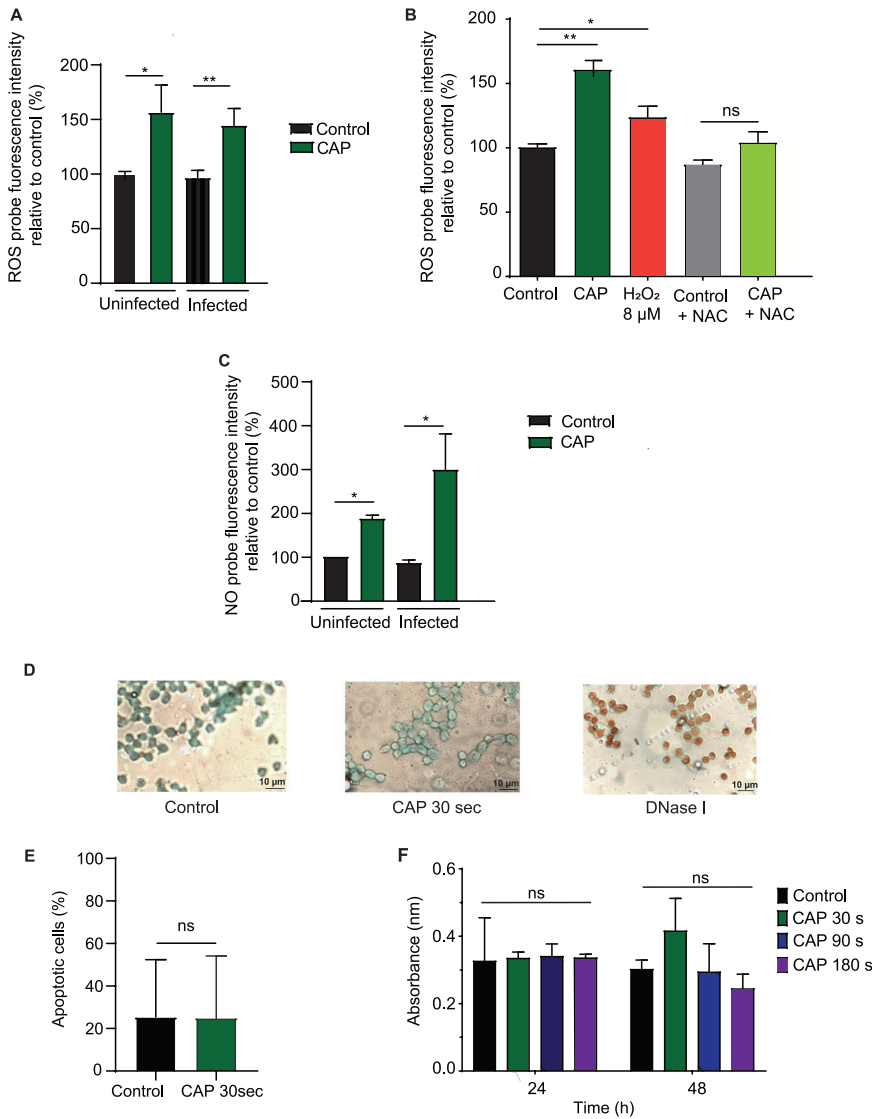 A
ROS probe fuorescence intensity
relative to control (%)
200
150
100
50
0
*
**
Uninfected
Infected
Control
CAP
B
ROS probe fluorescence intensity
relative to control (%)
200
150
100
50
0
*
**
ns
Control
CAP
H₂O₂
8 µM
Control
+ NAC
CAP
+ NAC
C
NO probe fluorescence intensity
relative to control (%)
500
400
300
200
100
0
*
*
Uninfected
Infected
Control
CAP
D
10 µm
10 µm
10 µm
Control
CAP 30 sec
DNase I
E
Apoptotic cells (%)
100
80
60
40
20
0
ns
Control
CAP 30sec
F
Absorbance (nm)
0.6
0.4
0.2
0.0
ns
ns
24
48
Time (h)
Control
CAP 30 s
CAP 90 s
CAP 180 s